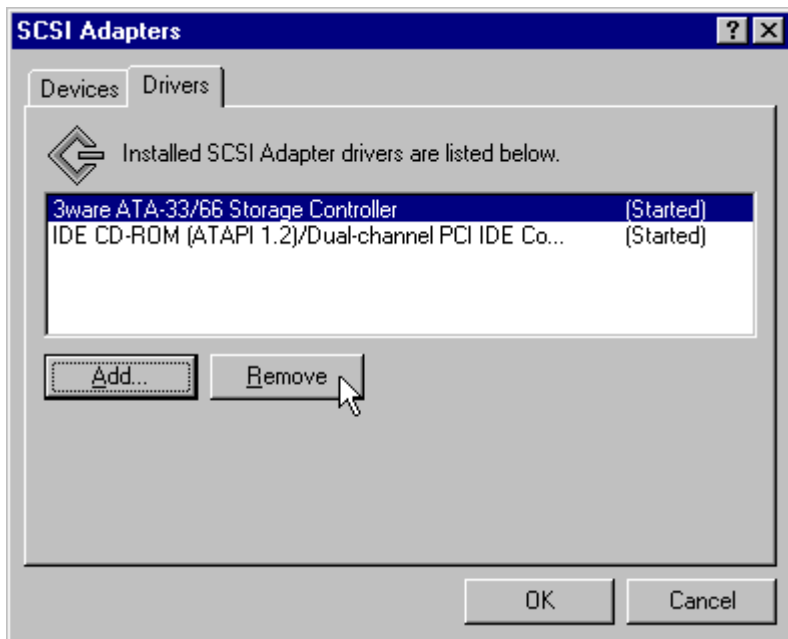 SCSI Adapters
Devices Drivers
Installed SCSI Adapter drivers are listed below.
3ware ATA-33/66 Storage Controller (Started)
IDE CD-ROM (ATAPI 1.2)/Dual-channel PCI IDE Co... (Started)
Add... Remove
OK Cancel